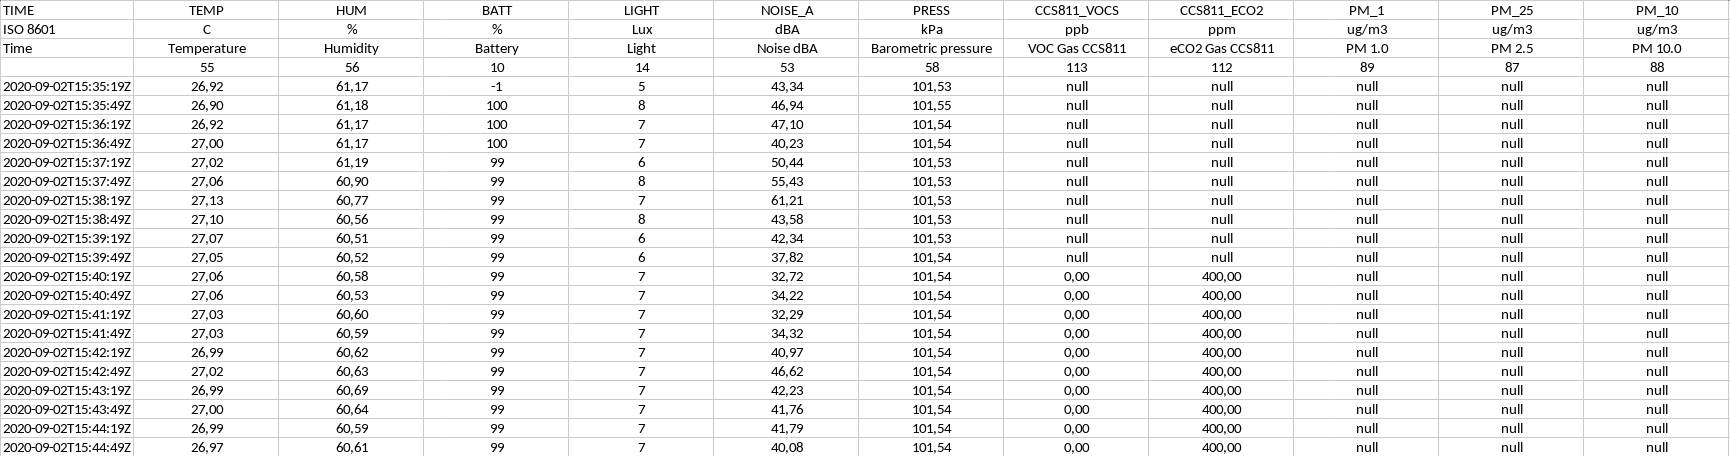 TIME TEMP HUM BATT LIGHT NOISE_A PRESS CCS811_VOCS CCS811_ECO2 PM_1 PM_25 PM_10
ISO 8601 C % % Lux dBA kPa ppb ppm ug/m3 ug/m3 ug/m3
Time Temperature Humidity Battery Light Noise dBA Barometric pressure VOC Gas CCS811 eCO2 Gas CCS811 PM 1.0 PM 2.5 PM 10.0
55 56 10 14 53 58 113 112 89 87 88
2020-09-02T15:35:19Z 26,92 61,17 -1 5 43,34 101,53 null null null null null
2020-09-02T15:35:49Z 26,90 61,18 100 8 46,94 101,55 null null null null null
2020-09-02T15:36:19Z 26,92 61,17 100 7 47,10 101,54 null null null null null
2020-09-02T15:36:49Z 27,00 61,17 100 7 40,23 101,54 null null null null null
2020-09-02T15:37:19Z 27,02 61,19 99 6 50,44 101,53 null null null null null
2020-09-02T15:37:49Z 27,06 60,90 99 8 55,43 101,53 null null null null null
2020-09-02T15:38:19Z 27,13 60,77 99 7 61,21 101,53 null null null null null
2020-09-02T15:38:49Z 27,10 60,56 99 8 43,58 101,53 null null null null null
2020-09-02T15:39:19Z 27,07 60,51 99 6 42,34 101,53 null null null null null
2020-09-02T15:39:49Z 27,05 60,52 99 6 37,82 101,54 null null null null null
2020-09-02T15:40:19Z 27,06 60,58 99 7 32,72 101,54 0,00 400,00 null null null
2020-09-02T15:40:49Z 27,06 60,53 99 7 34,22 101,54 0,00 400,00 null null null
2020-09-02T15:41:19Z 27,03 60,60 99 7 32,29 101,54 0,00 400,00 null null null
2020-09-02T15:41:49Z 27,03 60,59 99 7 34,32 101,54 0,00 400,00 null null null
2020-09-02T15:42:19Z 26,99 60,62 99 7 40,97 101,54 0,00 400,00 null null null
2020-09-02T15:42:49Z 27,02 60,63 99 7 46,62 101,54 0,00 400,00 null null null
2020-09-02T15:43:19Z 26,99 60,69 99 7 42,23 101,54 0,00 400,00 null null null
2020-09-02T15:43:49Z 27,00 60,64 99 7 41,76 101,54 0,00 400,00 null null null
2020-09-02T15:44:19Z 26,99 60,59 99 7 41,79 101,54 0,00 400,00 null null null
2020-09-02T15:44:49Z 26,97 60,61 99 7 40,08 101,54 0,00 400,00 null null null